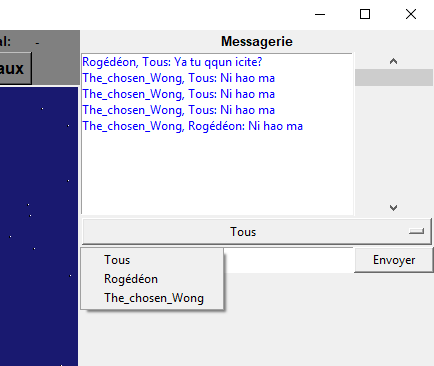 al: -
aux
Messagerie
Rogédéon, Tous: Ya tu qqun icite?
The_chosen_Wong, Tous: Ni hao ma
The_chosen_Wong, Tous: Ni hao ma
The_chosen_Wong, Tous: Ni hao ma
The_chosen_Wong, Rogédéon: Ni hao ma
Tous
Envoyer
Tous
Rogédéon
The_chosen_Wong